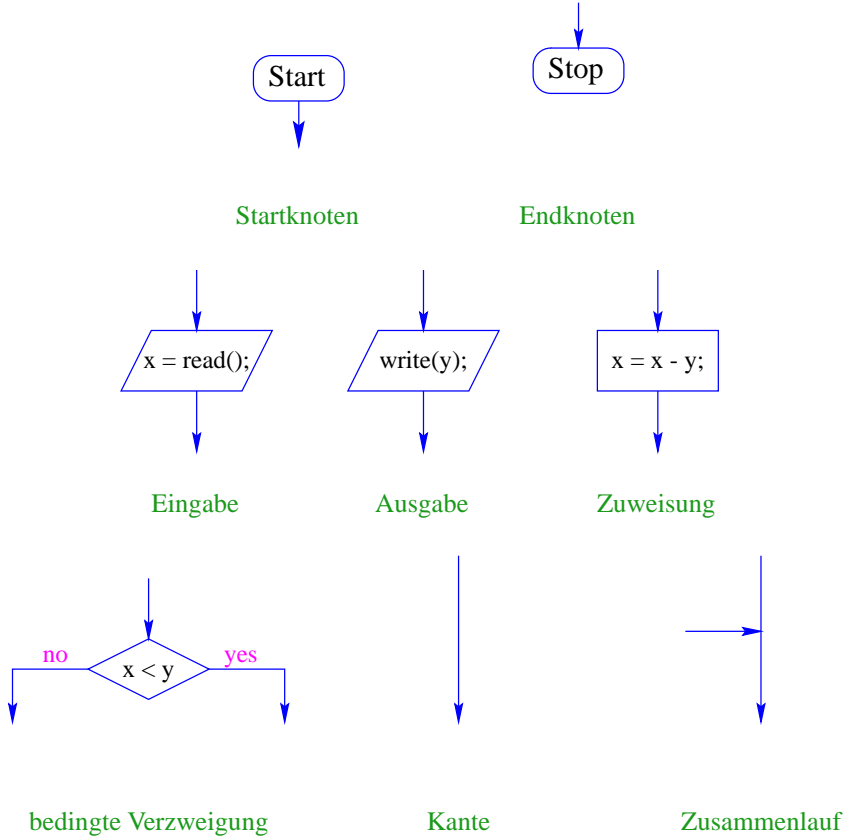 Start
Stop
Startknoten
Endknoten
x = read();
write(y);
x = x - y;
Eingabe
Ausgabe
Zuweisung
no
x < y
yes
bedingte Verzweigung
Kante
Zusammenlauf